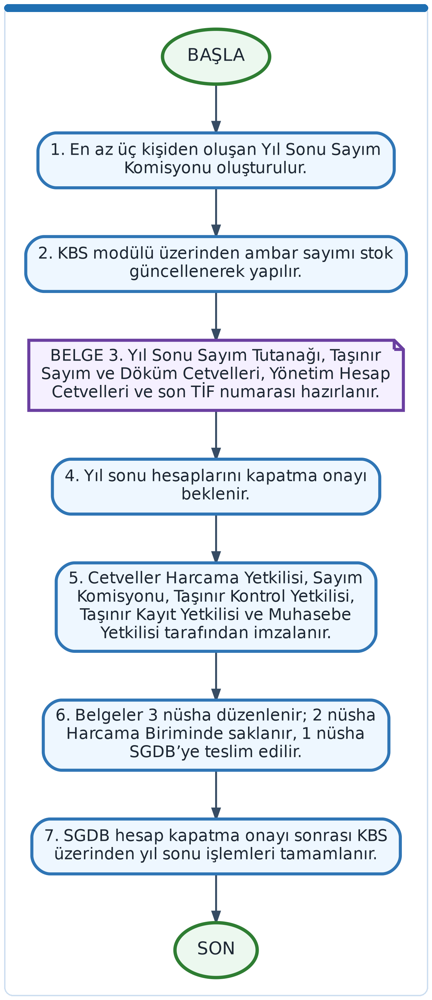 BAŞLA
1. En az üç kişiden oluşan Yıl Sonu Sayım
Komisyonu oluşturulur.
2. KBS modülü üzerinden ambar sayımı stok
güncellenerek yapılır.
BELGE 3. Yıl Sonu Sayım Tutanağı, Taşınır
Sayım ve Döküm Cetvelleri, Yönetim Hesap
Cetvelleri ve son TİF numarası hazırlanır.
4. Yıl sonu hesaplarını kapatma onayı
beklenir.
5. Cetveller Harcama Yetkilisi, Sayım
Komisyonu, Taşınır Kontrol Yetkilisi,
Taşınır Kayıt Yetkilisi ve Muhasebe
Yetkilisi tarafından imzalanır.
6. Belgeler 3 nüsha düzenlenir; 2 nüsha
Harcama Biriminde saklanır, 1 nüsha
SGDB’ye teslim edilir.
7. SGDB hesap kapatma onayı sonrası KBS
üzerinden yıl sonu işlemleri tamamlanır.
SON